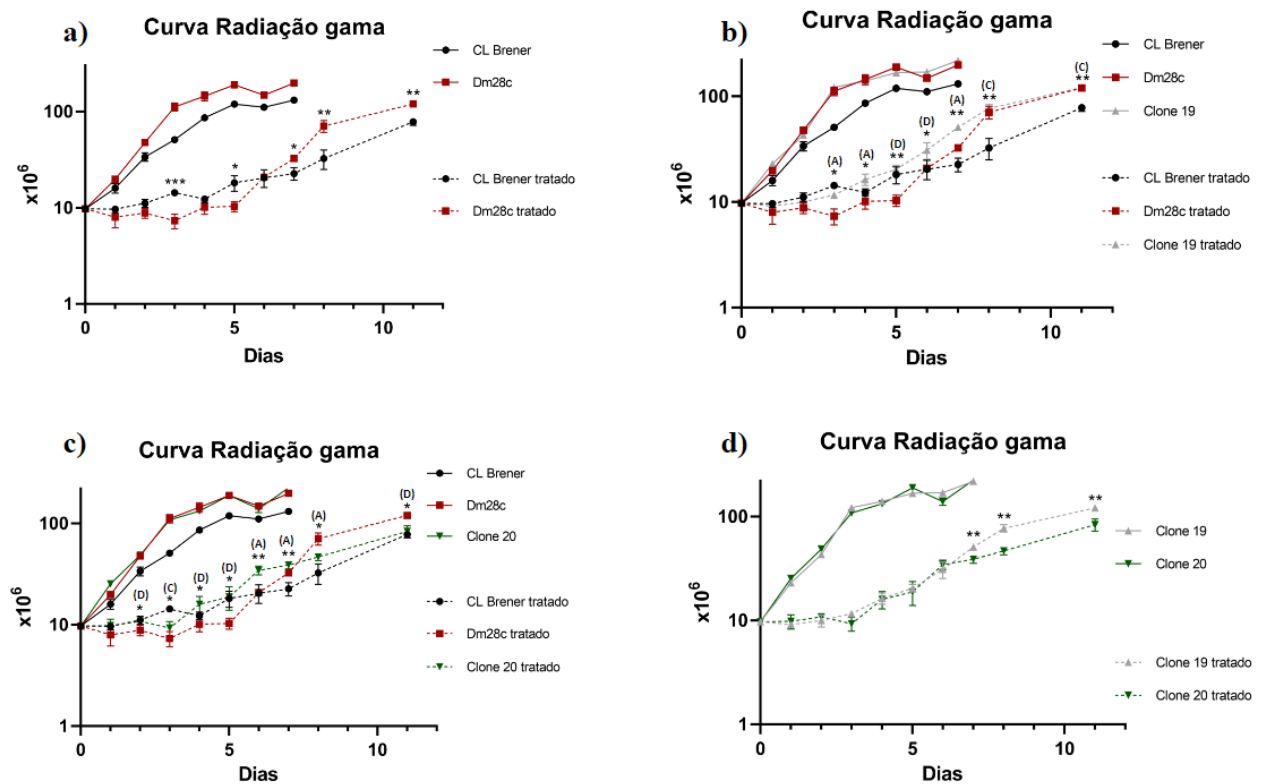 a)
Curva Radiação gama
CL Brener
Dm28c
CL Brener tratado
Dm28c tratado
x10⁶
100
10
1
***
*
*
**
**
0
5
10
Dias
b)
Curva Radiação gama
CL Brener
Dm28c
Clone 19
CL Brener tratado
Dm28c tratado
Clone 19 tratado
x10⁶
100
10
1
(A)
*
(A)
*
(D)
**
(D)
*
(A)
**
(C)
**
(C)
**
0
5
10
Dias
c)
Curva Radiação gama
CL Brener
Dm28c
Clone 20
CL Brener tratado
Dm28c tratado
Clone 20 tratado
x10⁶
100
10
1
(D)
*
(C)
*
(D)
*
(D)
*
(A)
**
(A)
**
(A)
*
(D)
*
0
5
10
Dias
d)
Curva Radiação gama
Clone 19
Clone 20
Clone 19 tratado
Clone 20 tratado
x10⁶
100
10
1
**
**
**
0
5
10
Dias